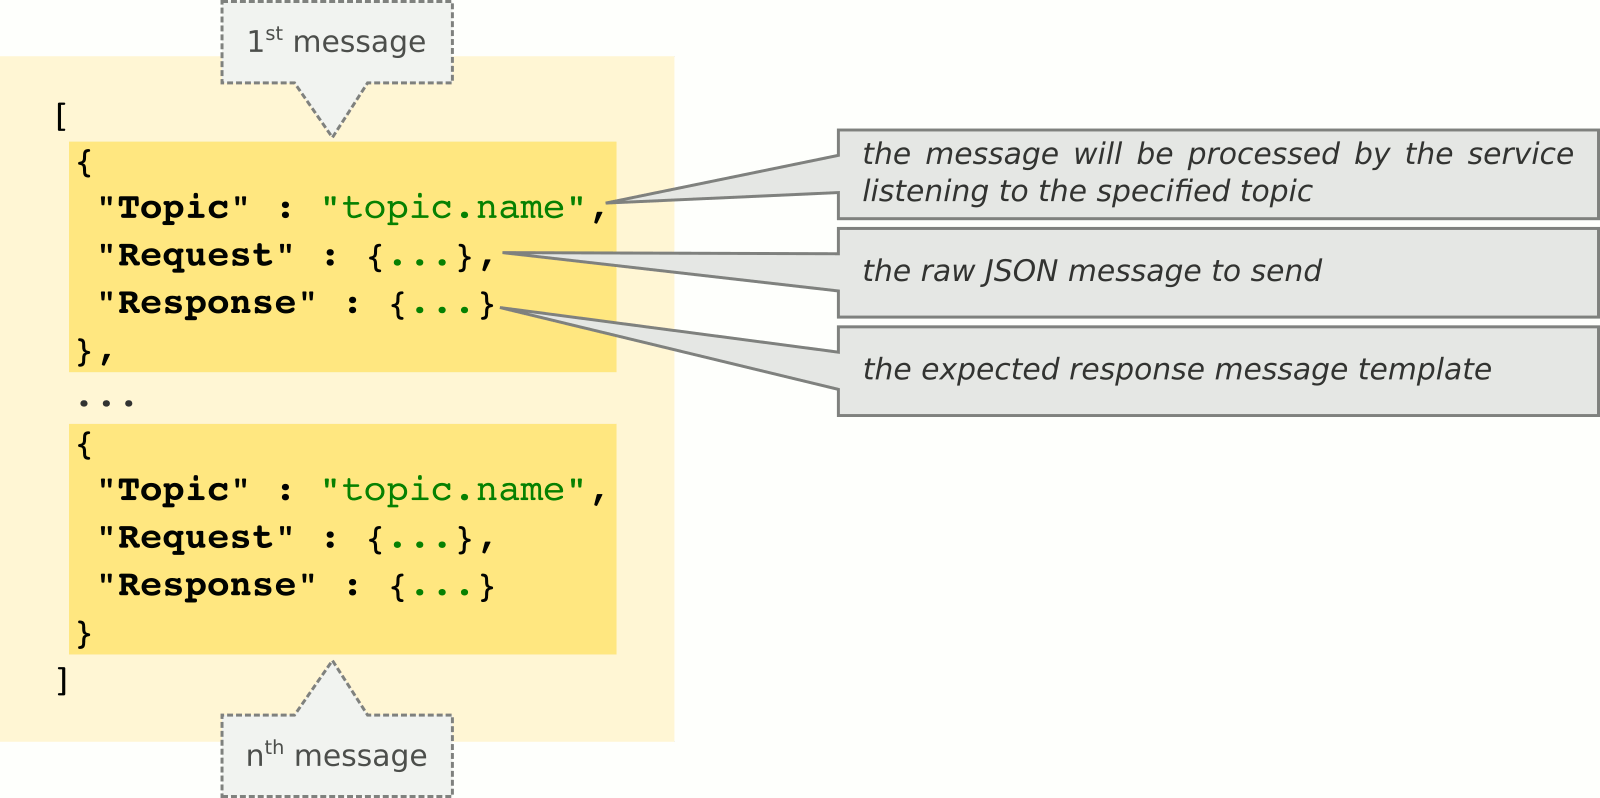 1st message
[
{
"Topic" : "topic.name",
the message will be processed by the service
listening to the specified topic
"Request" : {...},
the raw JSON message to send
"Response" : {...}
the expected response message template
},
...
{
"Topic" : "topic.name",
"Request" : {...},
"Response" : {...}
}
]
nth message